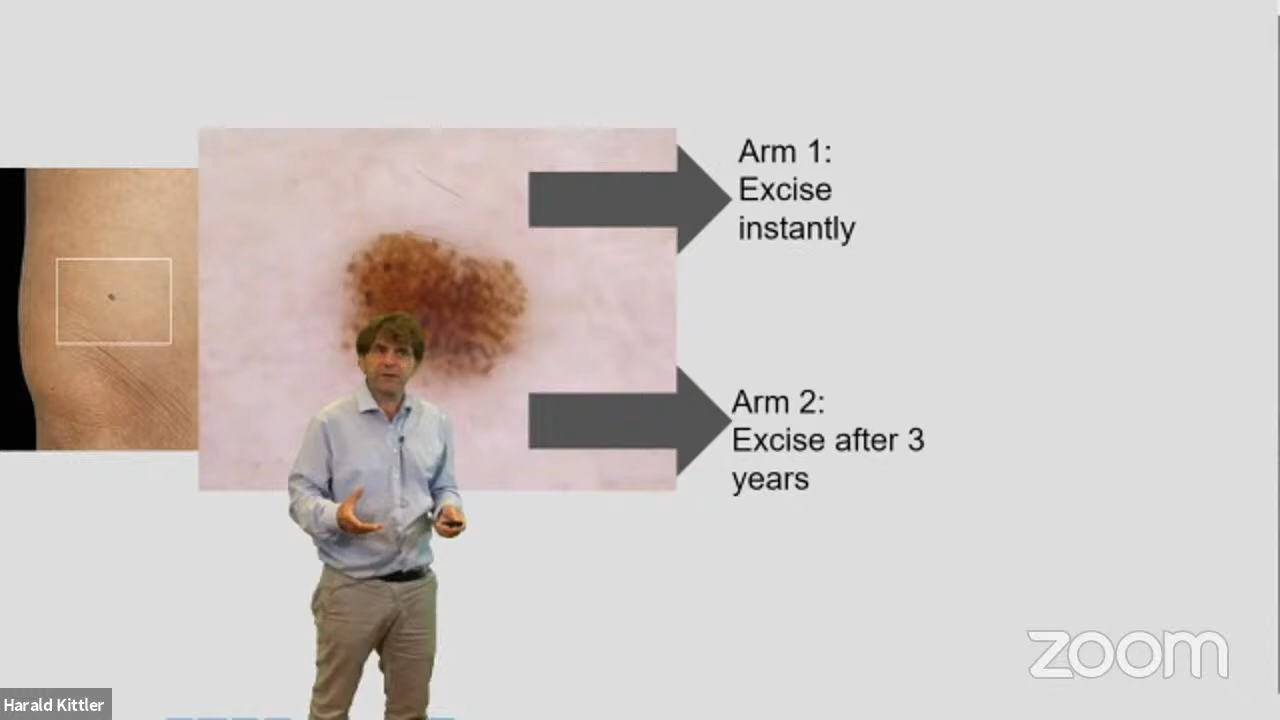 Arm 1:
Excise
instantly
Arm 2:
Excise after 3
years
zoom
Harald Kittler